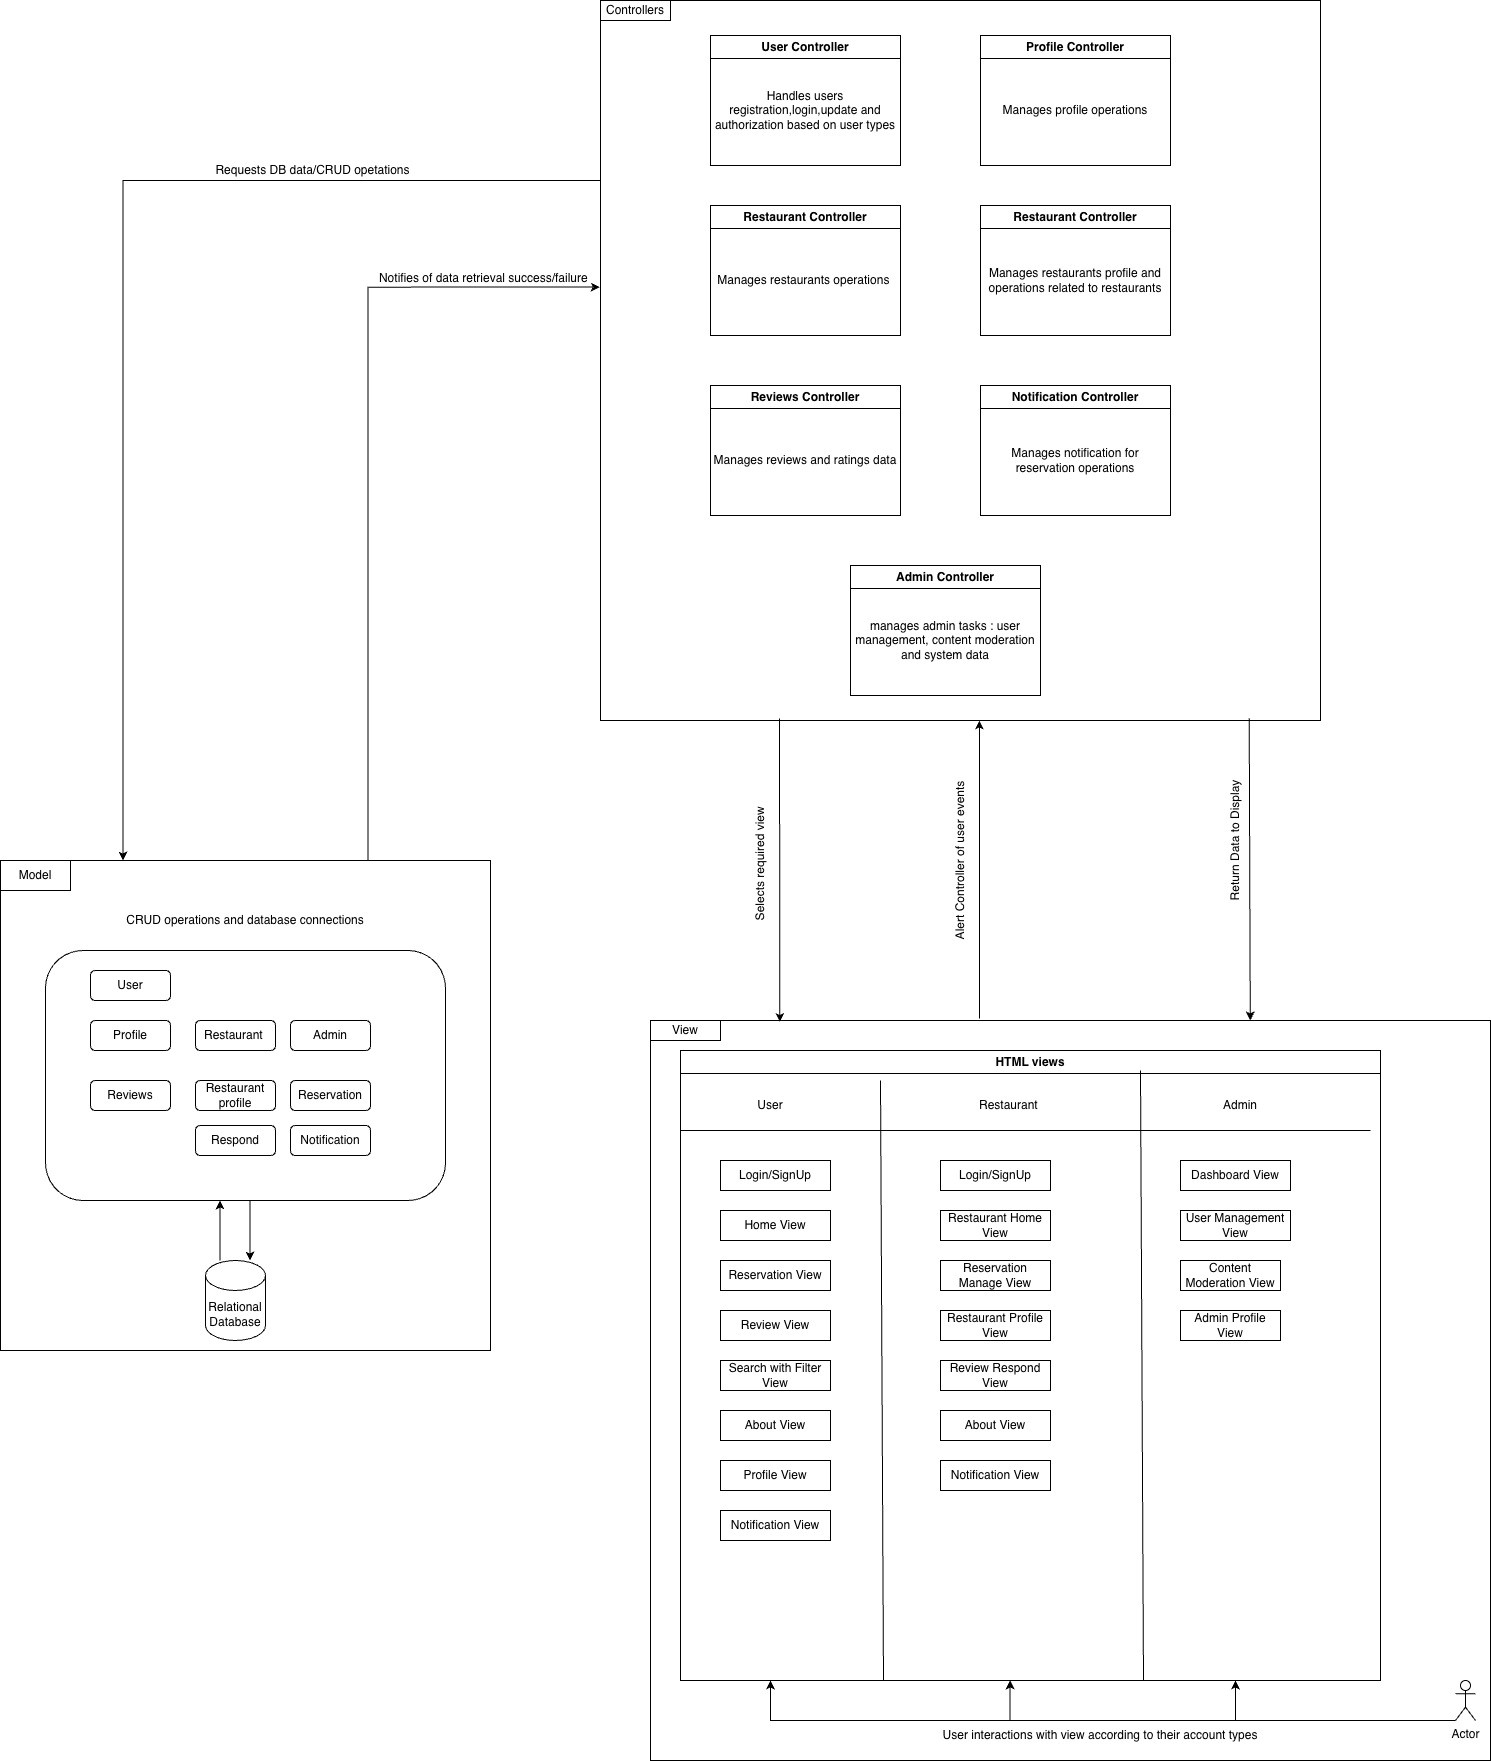 Controllers
User Controller
Handles users
registration,login,update and
authorization based on user types
Profile Controller
Manages profile operations
Requests DB data/CRUD opetations
Restaurant Controller
Manages restaurants operations
Restaurant Controller
Manages restaurants profile and
operations related to restaurants
Notifies of data retrieval success/failure
Reviews Controller
Manages reviews and ratings data
Notification Controller
Manages notification for
reservation operations
Admin Controller
manages admin tasks : user
management, content moderation
and system data
Selects required view
Alert Controller of user events
Return Data to Display
Model
CRUD operations and database connections
User
Profile
Restaurant
Admin
Reviews
Restaurant
profile
Reservation
Respond
Notification
Relational
Database
View
HTML views
User
Restaurant
Admin
Login/SignUp
Home View
Reservation View
Review View
Search with Filter
View
About View
Profile View
Notification View
Login/SignUp
Restaurant Home
View
Reservation
Manage View
Restaurant Profile
View
Review Respond
View
About View
Notification View
Dashboard View
User Management
View
Content
Moderation View
Admin Profile
View
User interactions with view according to their account types
Actor